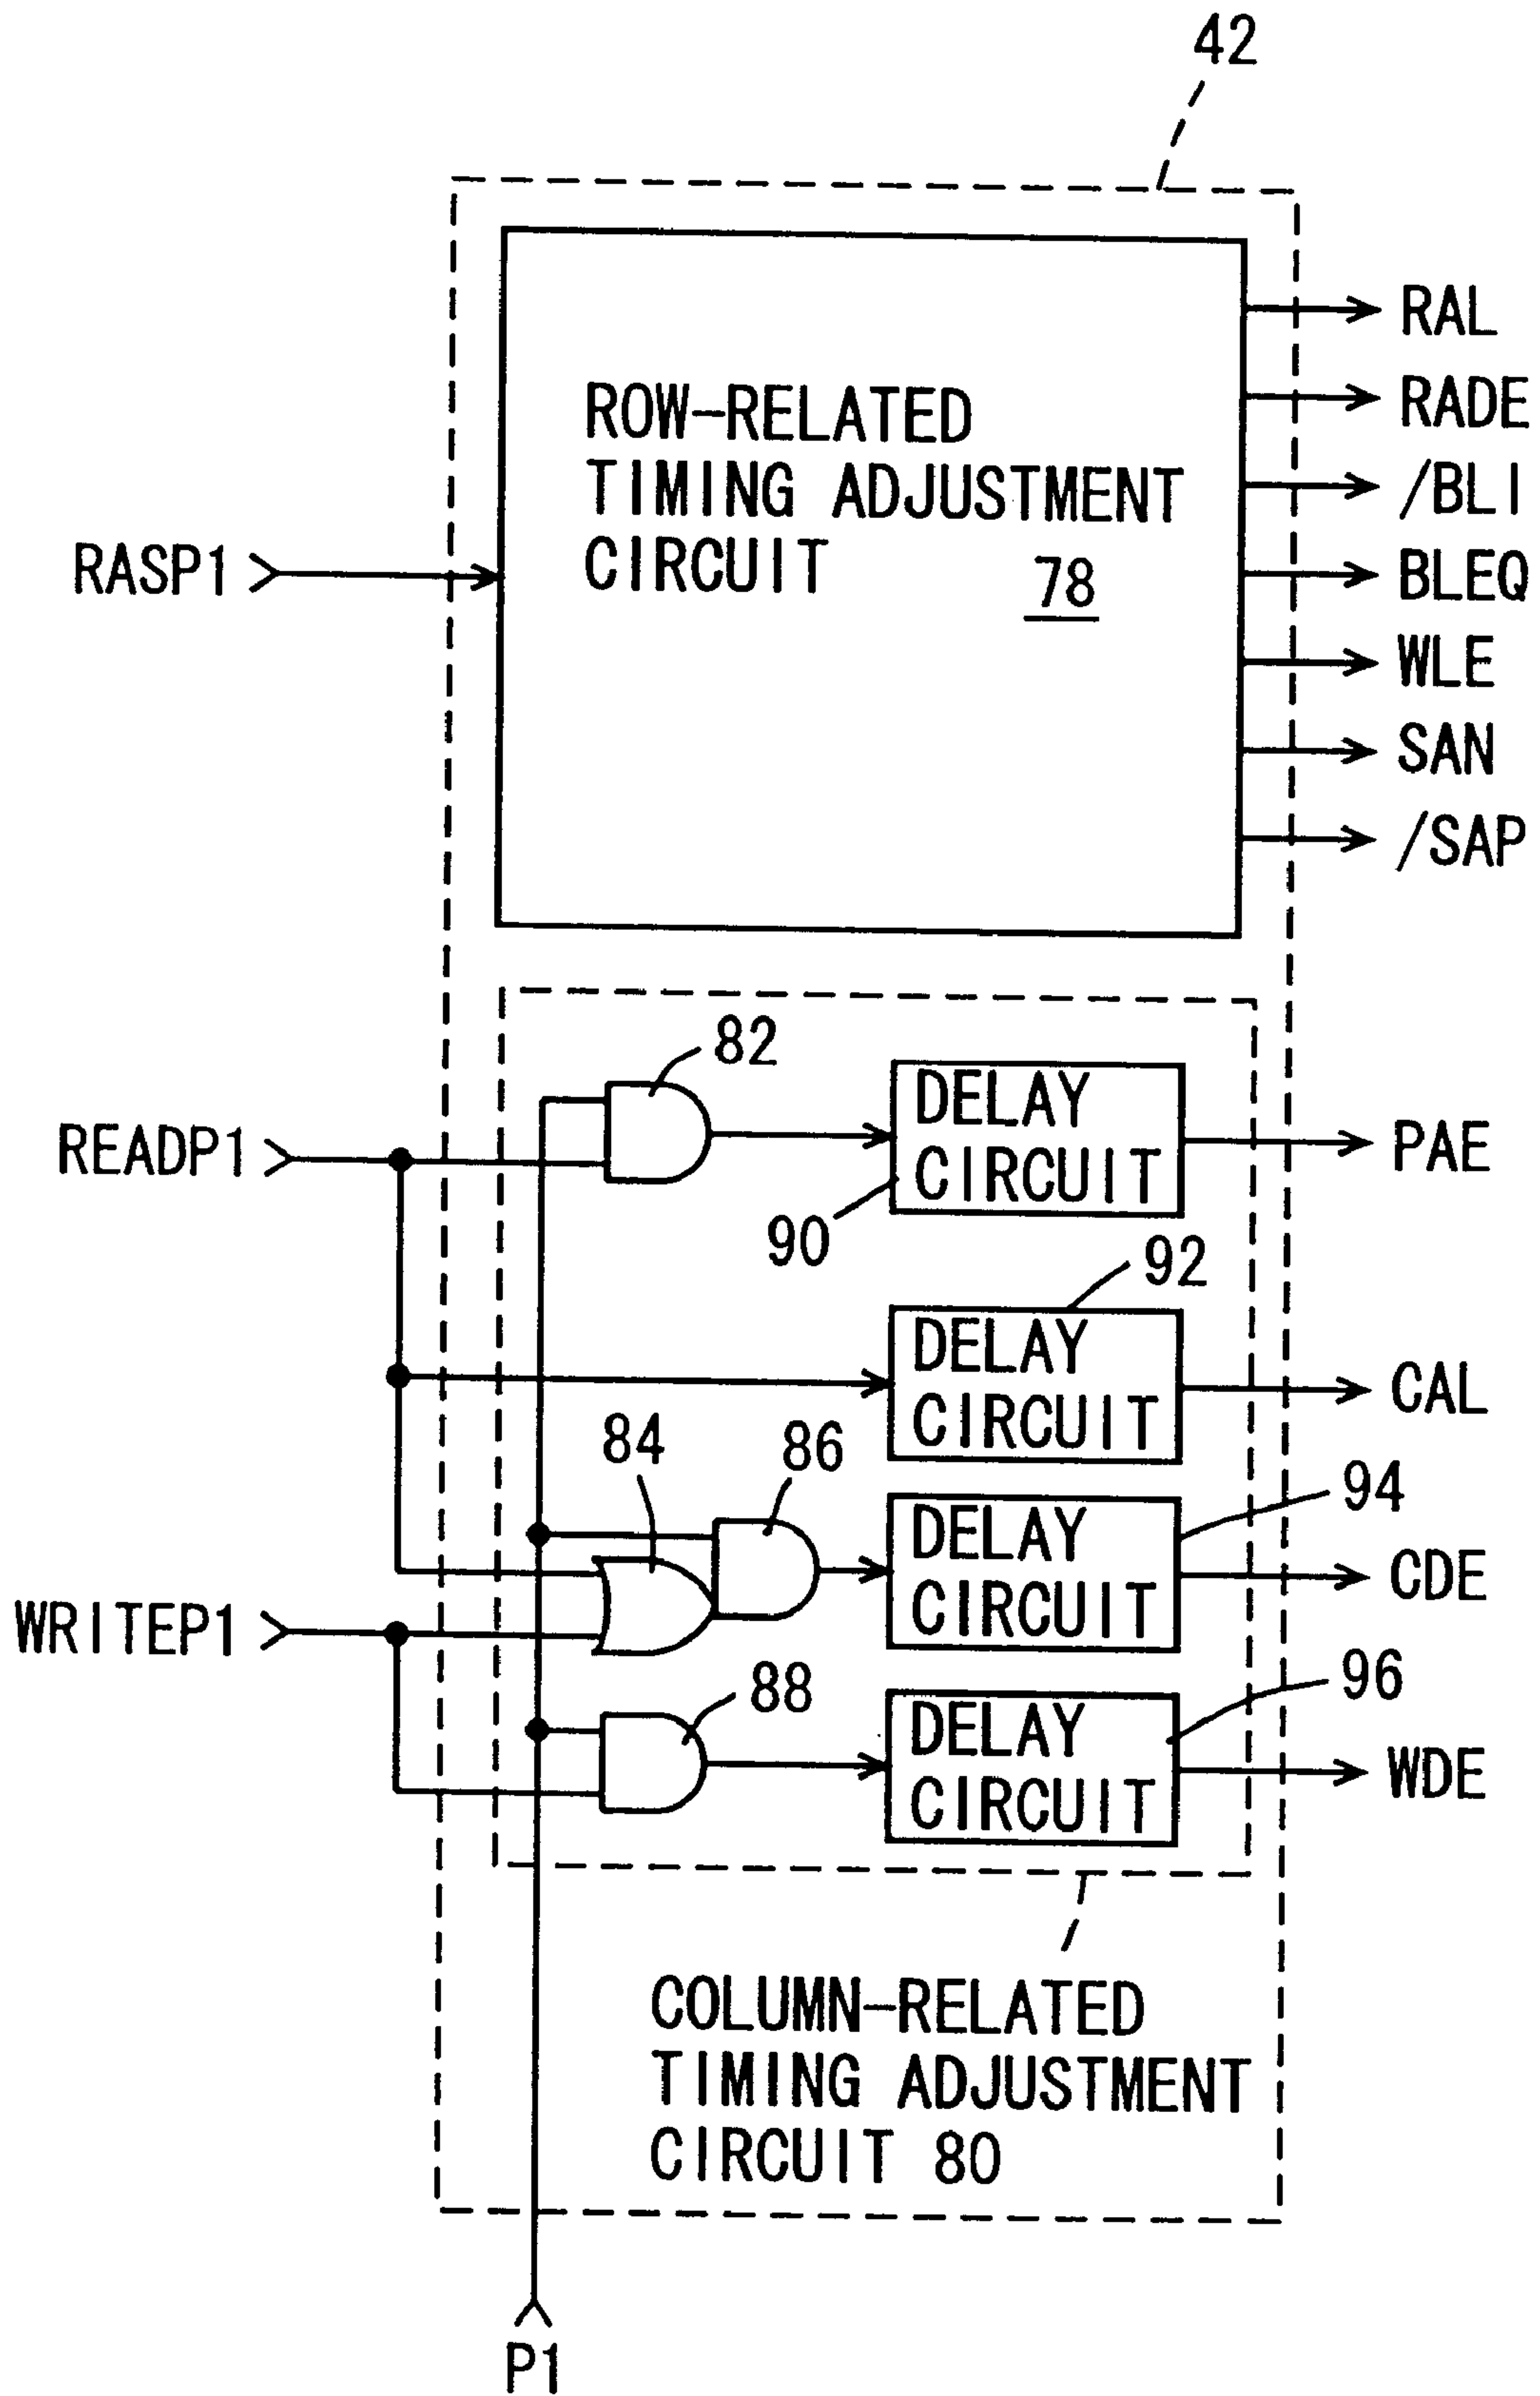 42
RAL
RADE
/BLI
BLEQ
WLE
SAN
/SAP
ROW-RELATED
TIMING ADJUSTMENT
CIRCUIT
78
RASP1
82
READP1
DELAY
CIRCUIT
PAE
90
92
DELAY
CIRCUIT
CAL
84
86
94
DELAY
CIRCUIT
CDE
WRITEP1
88
96
DELAY
CIRCUIT
WDE
COLUMN-RELATED
TIMING ADJUSTMENT
CIRCUIT 80
P1